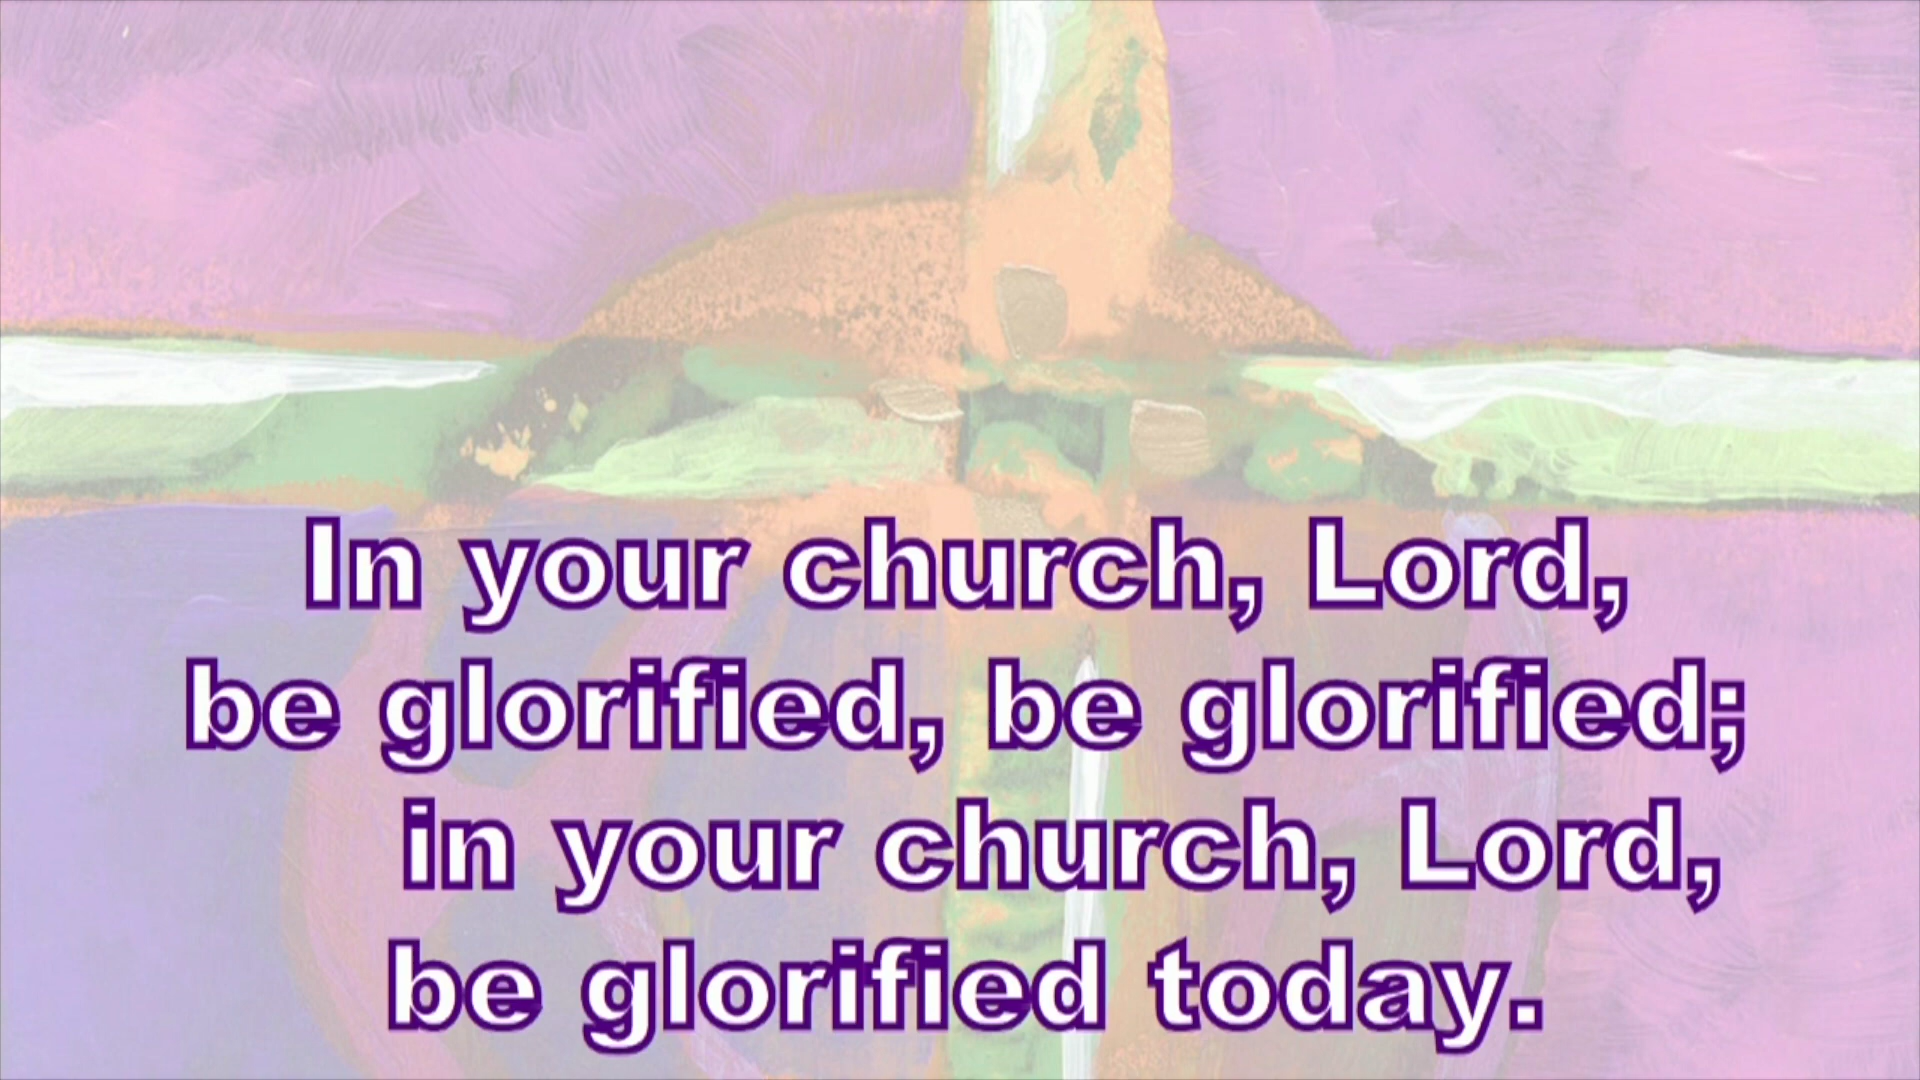 In your church, Lord,
be glorified, be glorified;
in your church, Lord,
be glorified today.